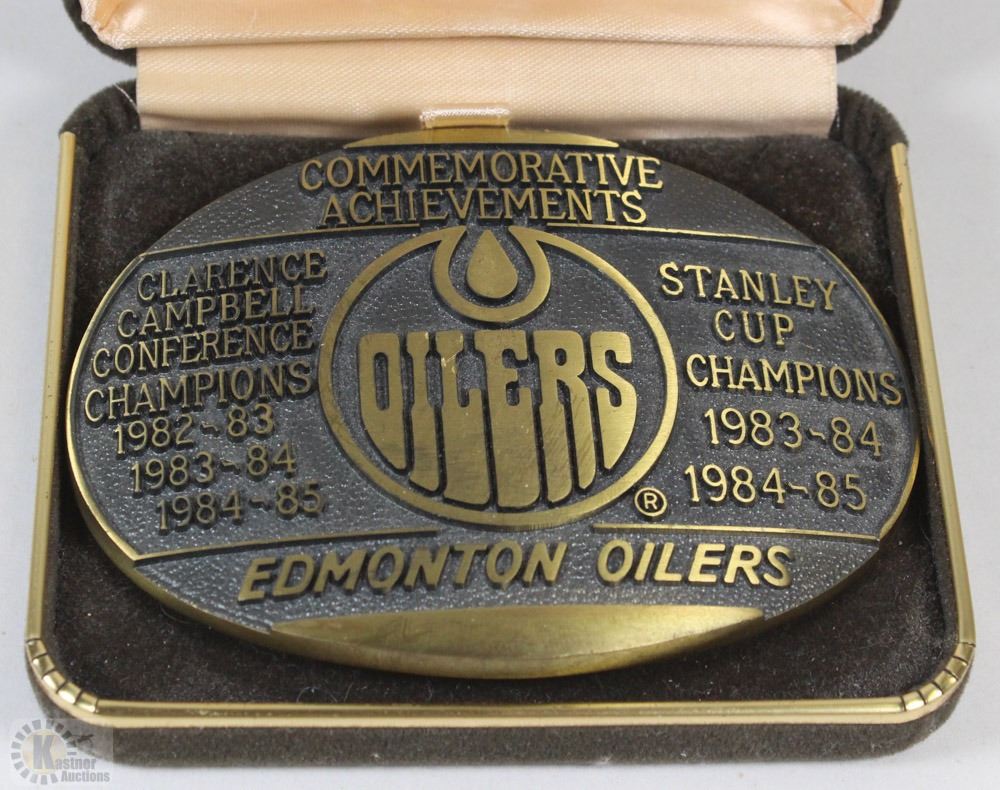 COMMEMORATIVE
ACHIEVEMENTS
CLARENCE
CAMPBELL
CONFERENCE
CHAMPIONS
1982-83
1983-84
1984-85
OILERS
®
STANLEY
CUP
CHAMPIONS
1983-84
1984-85
EDMONTON OILERS
Kastner
Auctions